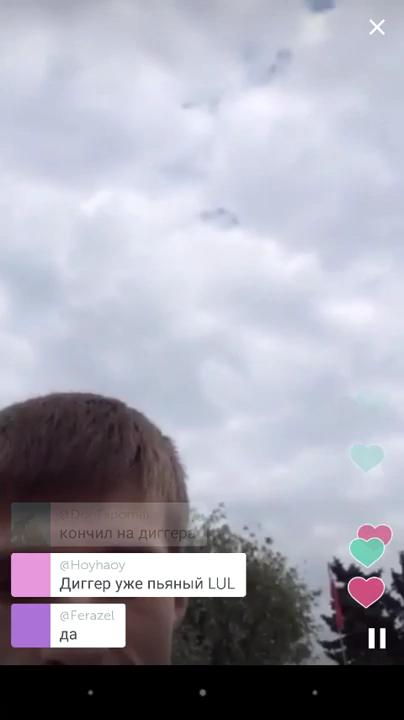 кончил на диггера
@Hoyhaoy
Диггер уже пьяный LUL
@Ferazel
да